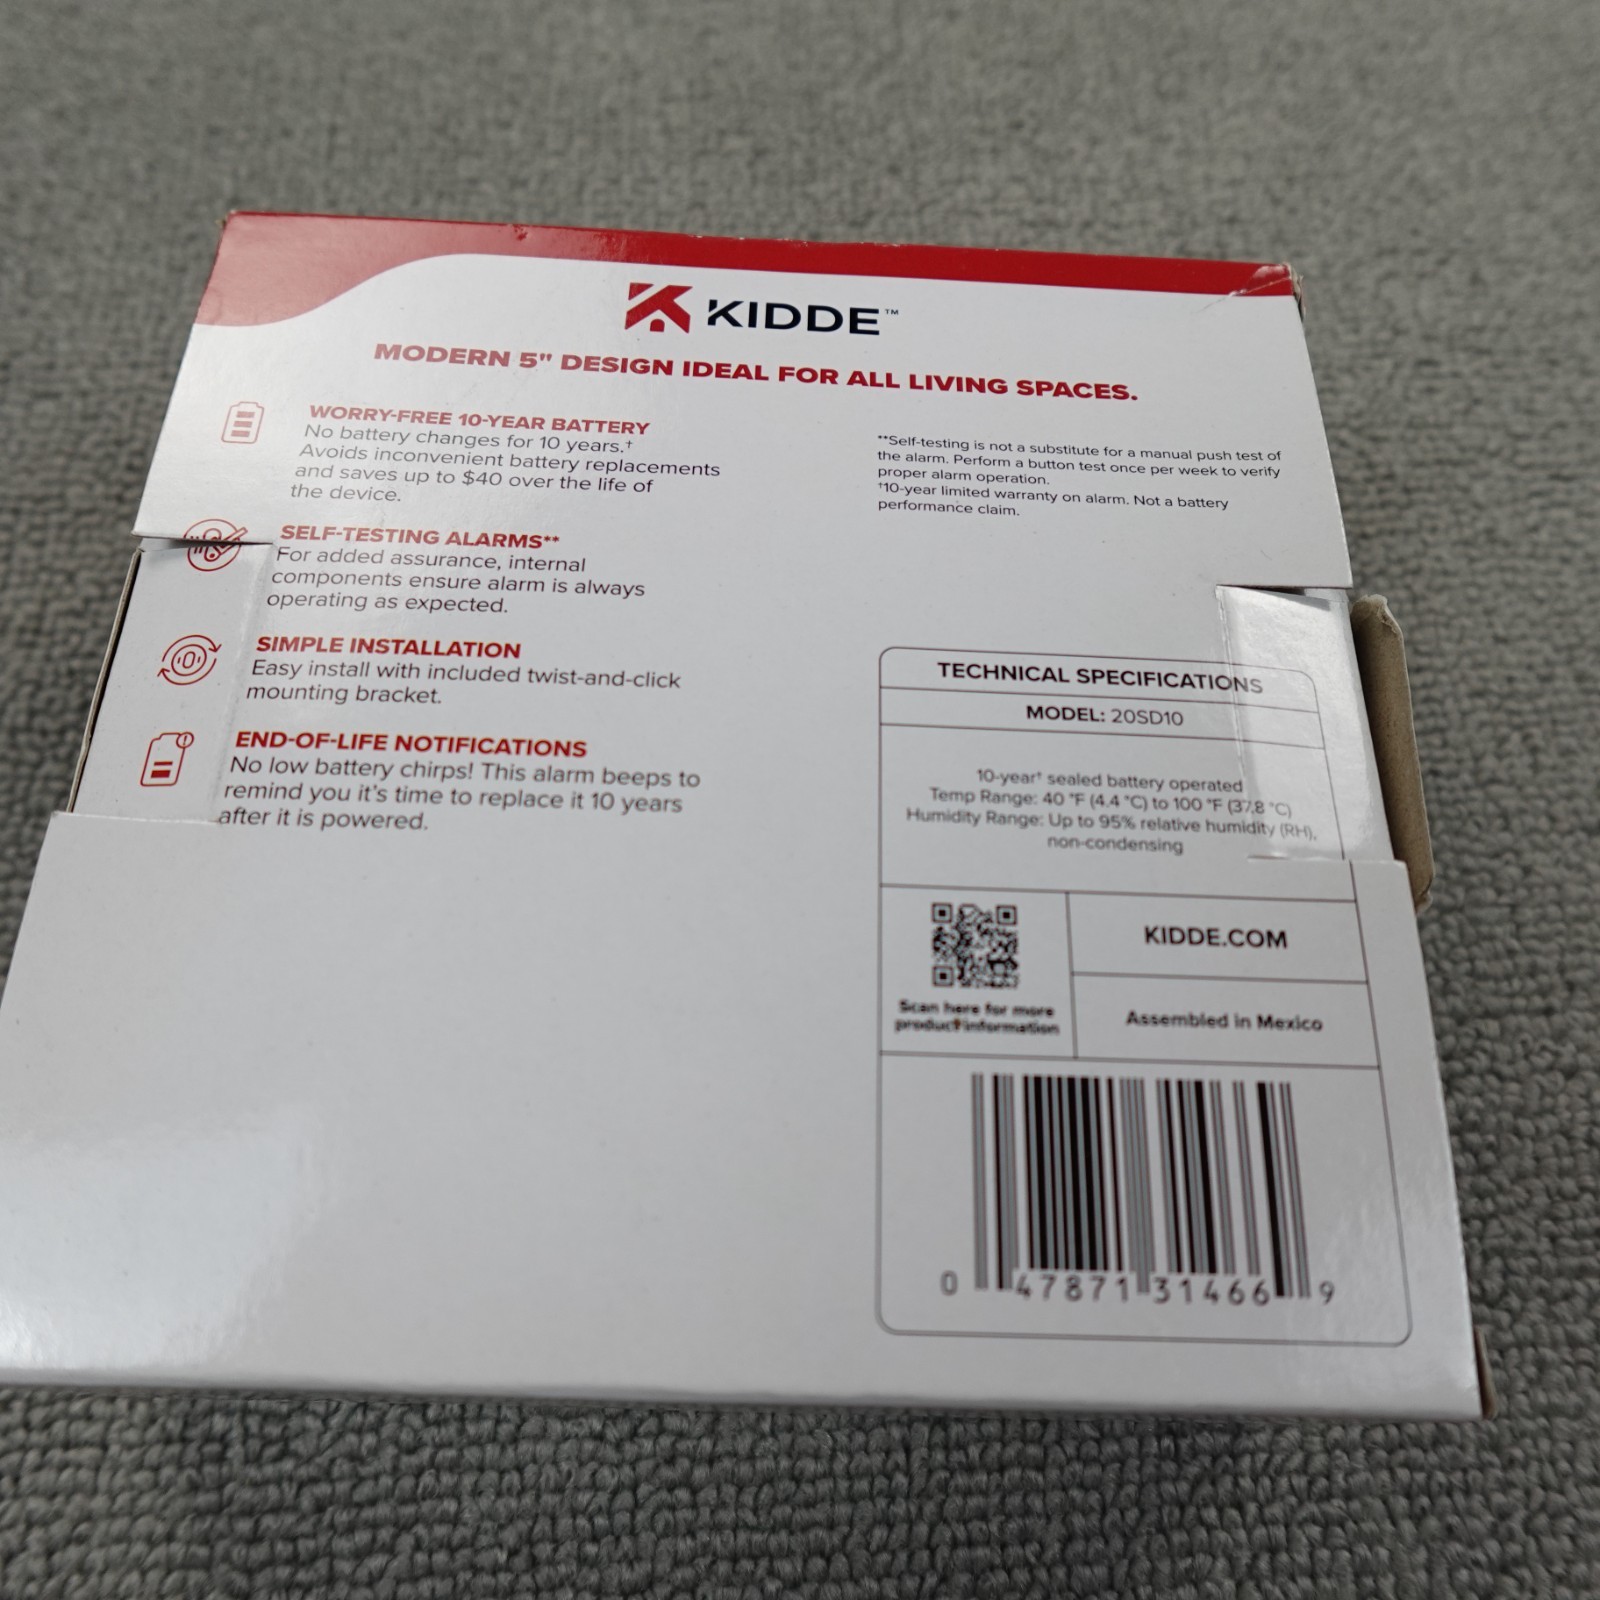 KIDDE™
MODERN 5" DESIGN IDEAL FOR ALL LIVING SPACES.
WORRY-FREE 10-YEAR BATTERY
No battery changes for 10 years.†
Avoids inconvenient battery replacements
and saves up to $40 over the life of
the device.
SELF-TESTING ALARMS**
For added assurance, internal
components ensure alarm is always
operating as expected.
SIMPLE INSTALLATION
Easy install with included twist-and-click
mounting bracket.
END-OF-LIFE NOTIFICATIONS
No low battery chirps! This alarm beeps to
remind you it's time to replace it 10 years
after it is powered.
**Self-testing is not a substitute for a manual push test of
the alarm. Perform a button test once per week to verify
proper alarm operation.
†10-year limited warranty on alarm. Not a battery
performance claim.
TECHNICAL SPECIFICATIONS
MODEL: 20SD10
10-year† sealed battery operated
Temp Range: 40 °F (4.4 °C) to 100 °F (37.8 °C)
Humidity Range: Up to 95% relative humidity (RH),
non-condensing
Scan here for more
product information
KIDDE.COM
Assembled in Mexico
0 47871 31466 9